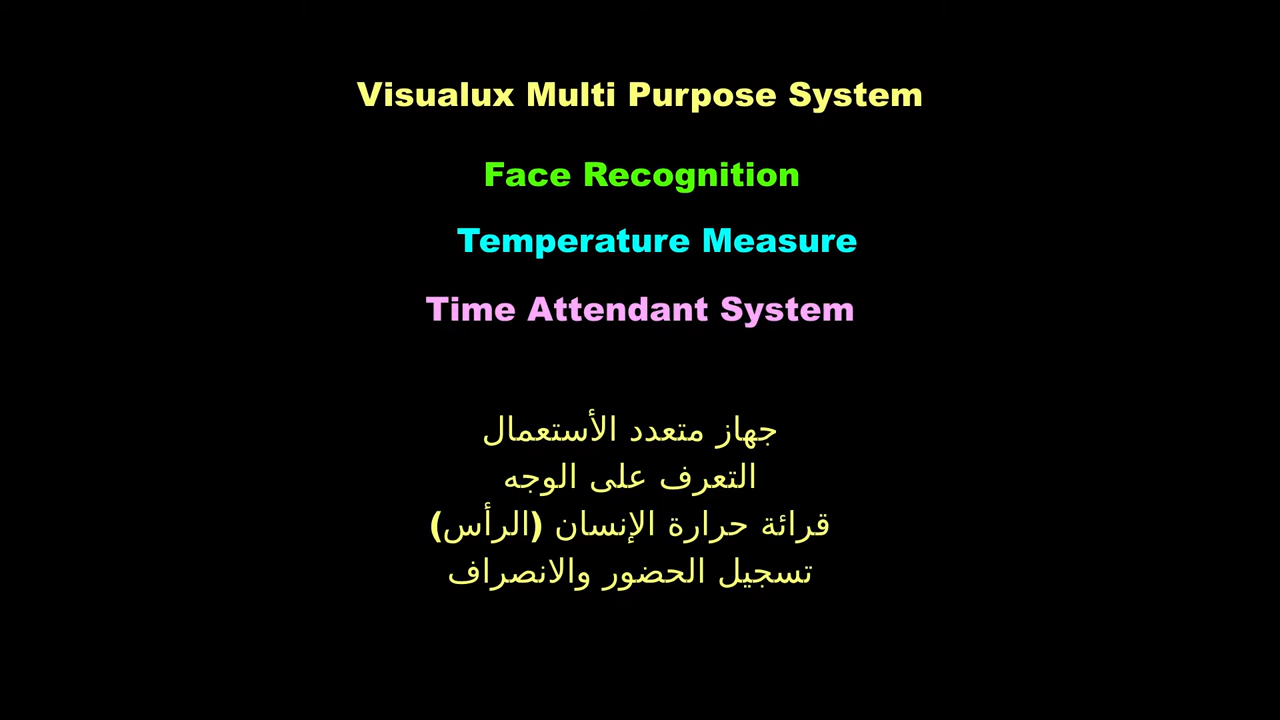 Visualux Multi Purpose System
Face Recognition
Temperature Measure
Time Attendant System
جهاز متعدد الأستعمال
التعرف على الوجه
قرائة حرارة الإنسان (الرأس)
تسجيل الحضور والانصراف